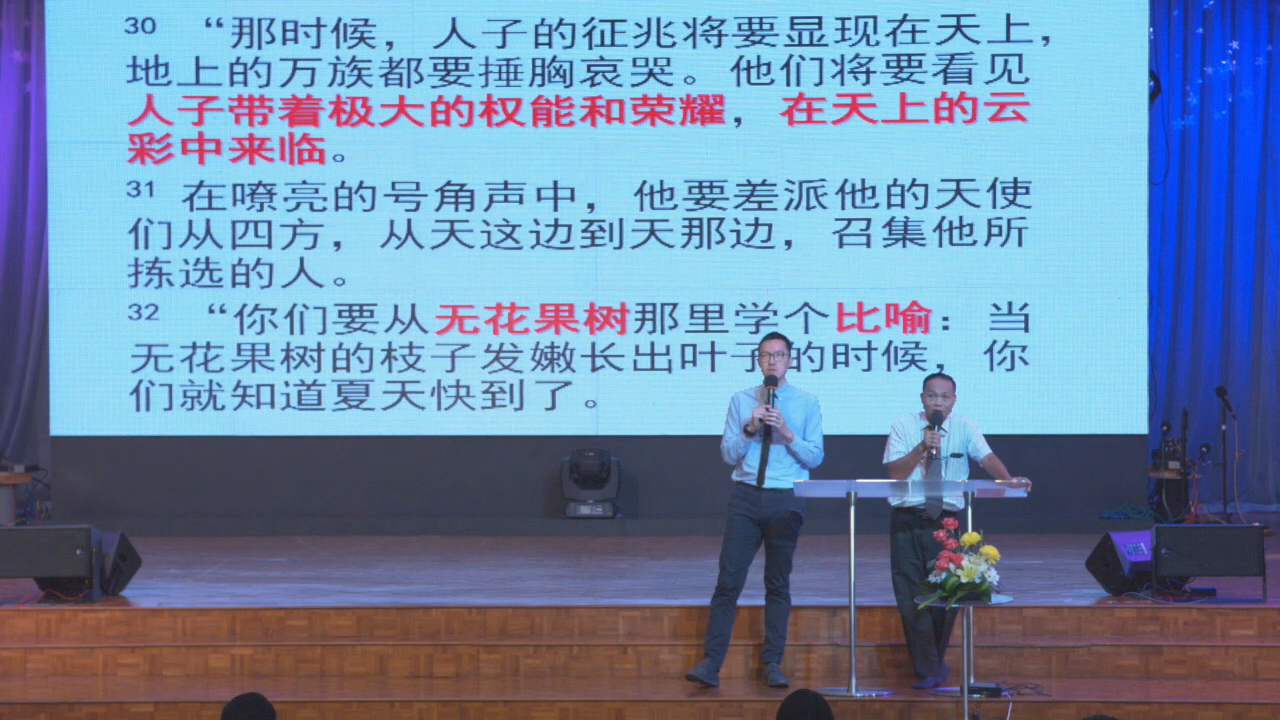 30 “那时候，人子的征兆将要显现在天上，
地上的万族都要捶胸哀哭。他们将要看见
人子带着极大的权能和荣耀，在天上的云
彩中来临。
31 在嘹亮的号角声中，他要差派他的天使
们从四方，从天这边到天那边，召集他所
拣选的人。
32 “你们要从无花果树那里学个比喻：当
无花果树的枝子发嫩长出叶子的时候，你
们就知道夏天快到了。